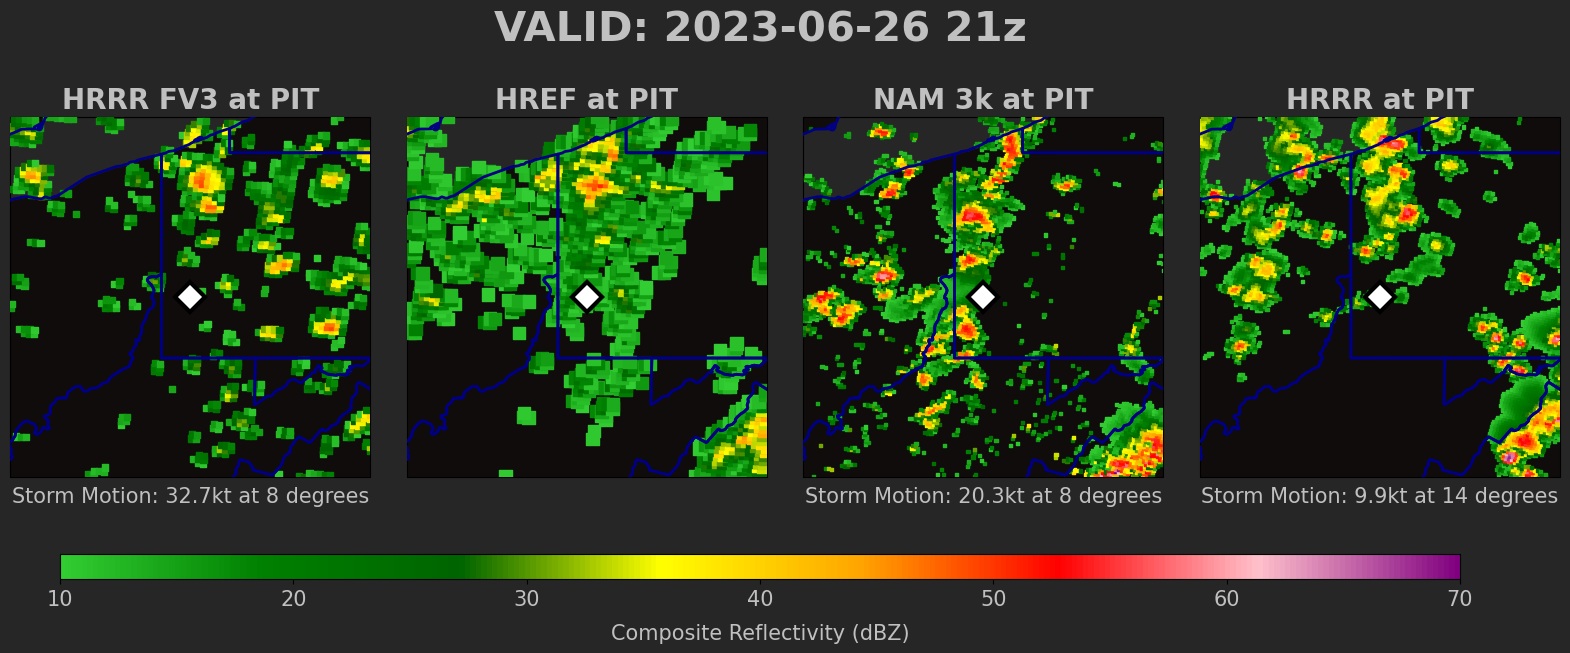 VALID: 2023-06-26 21z
HRRR FV3 at PIT
HREF at PIT
NAM 3k at PIT
HRRR at PIT
Storm Motion: 32.7kt at 8 degrees
Storm Motion: 20.3kt at 8 degrees
Storm Motion: 9.9kt at 14 degrees
10 20 30 40 50 60 70
Composite Reflectivity (dBZ)